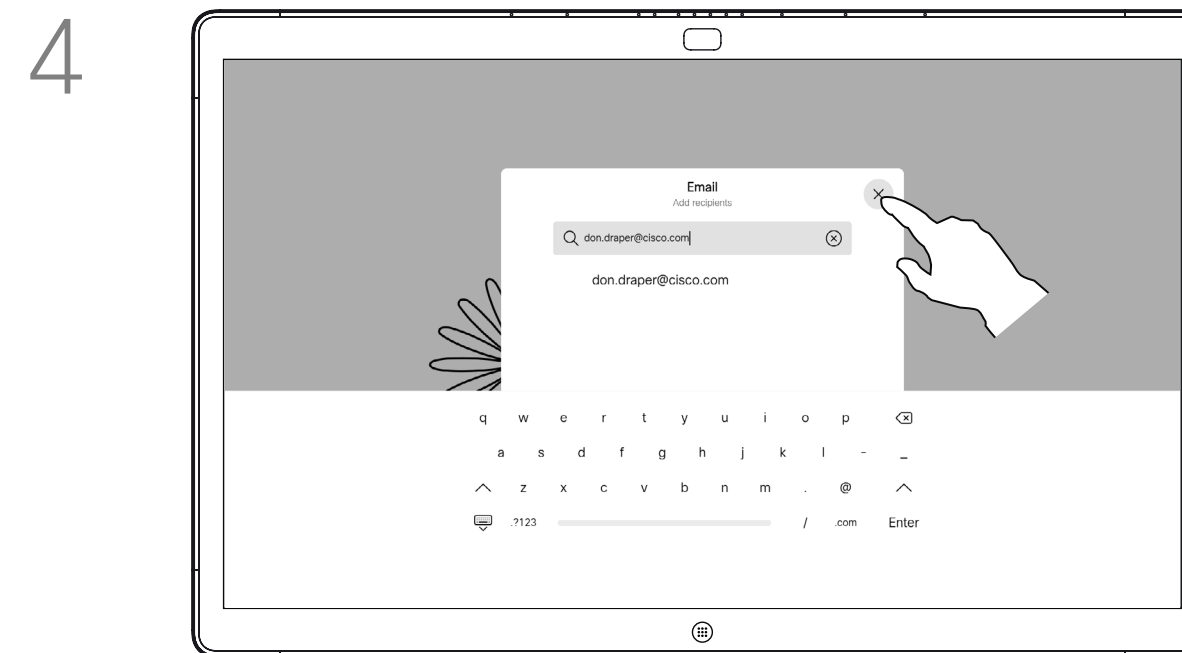 4
Email
Add recipients
don.draper@cisco.com
don.draper@cisco.com
q w e r t y u i o p
a s d f g h j k l - _
z x c v b n m . @
.?123 / .com Enter